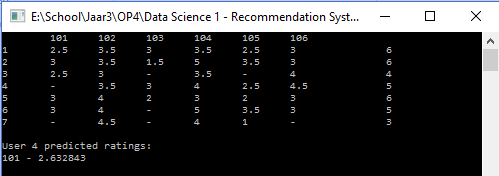 E:\School\Jaar3\OP4\Data Science 1 - Recommendation Syst...
101 102 103 104 105 106
1 2.5 3.5 3 3.5 2.5 3 6
2 3 3.5 1.5 5 3.5 3 6
3 2.5 3 - 3.5 - 4 4
4 - 3.5 3 4 2.5 4.5 5
5 3 4 2 3 2 3 6
6 3 4 - 5 3.5 3 5
7 - 4.5 - 4 1 - 3
User 4 predicted ratings:
101 - 2.632843